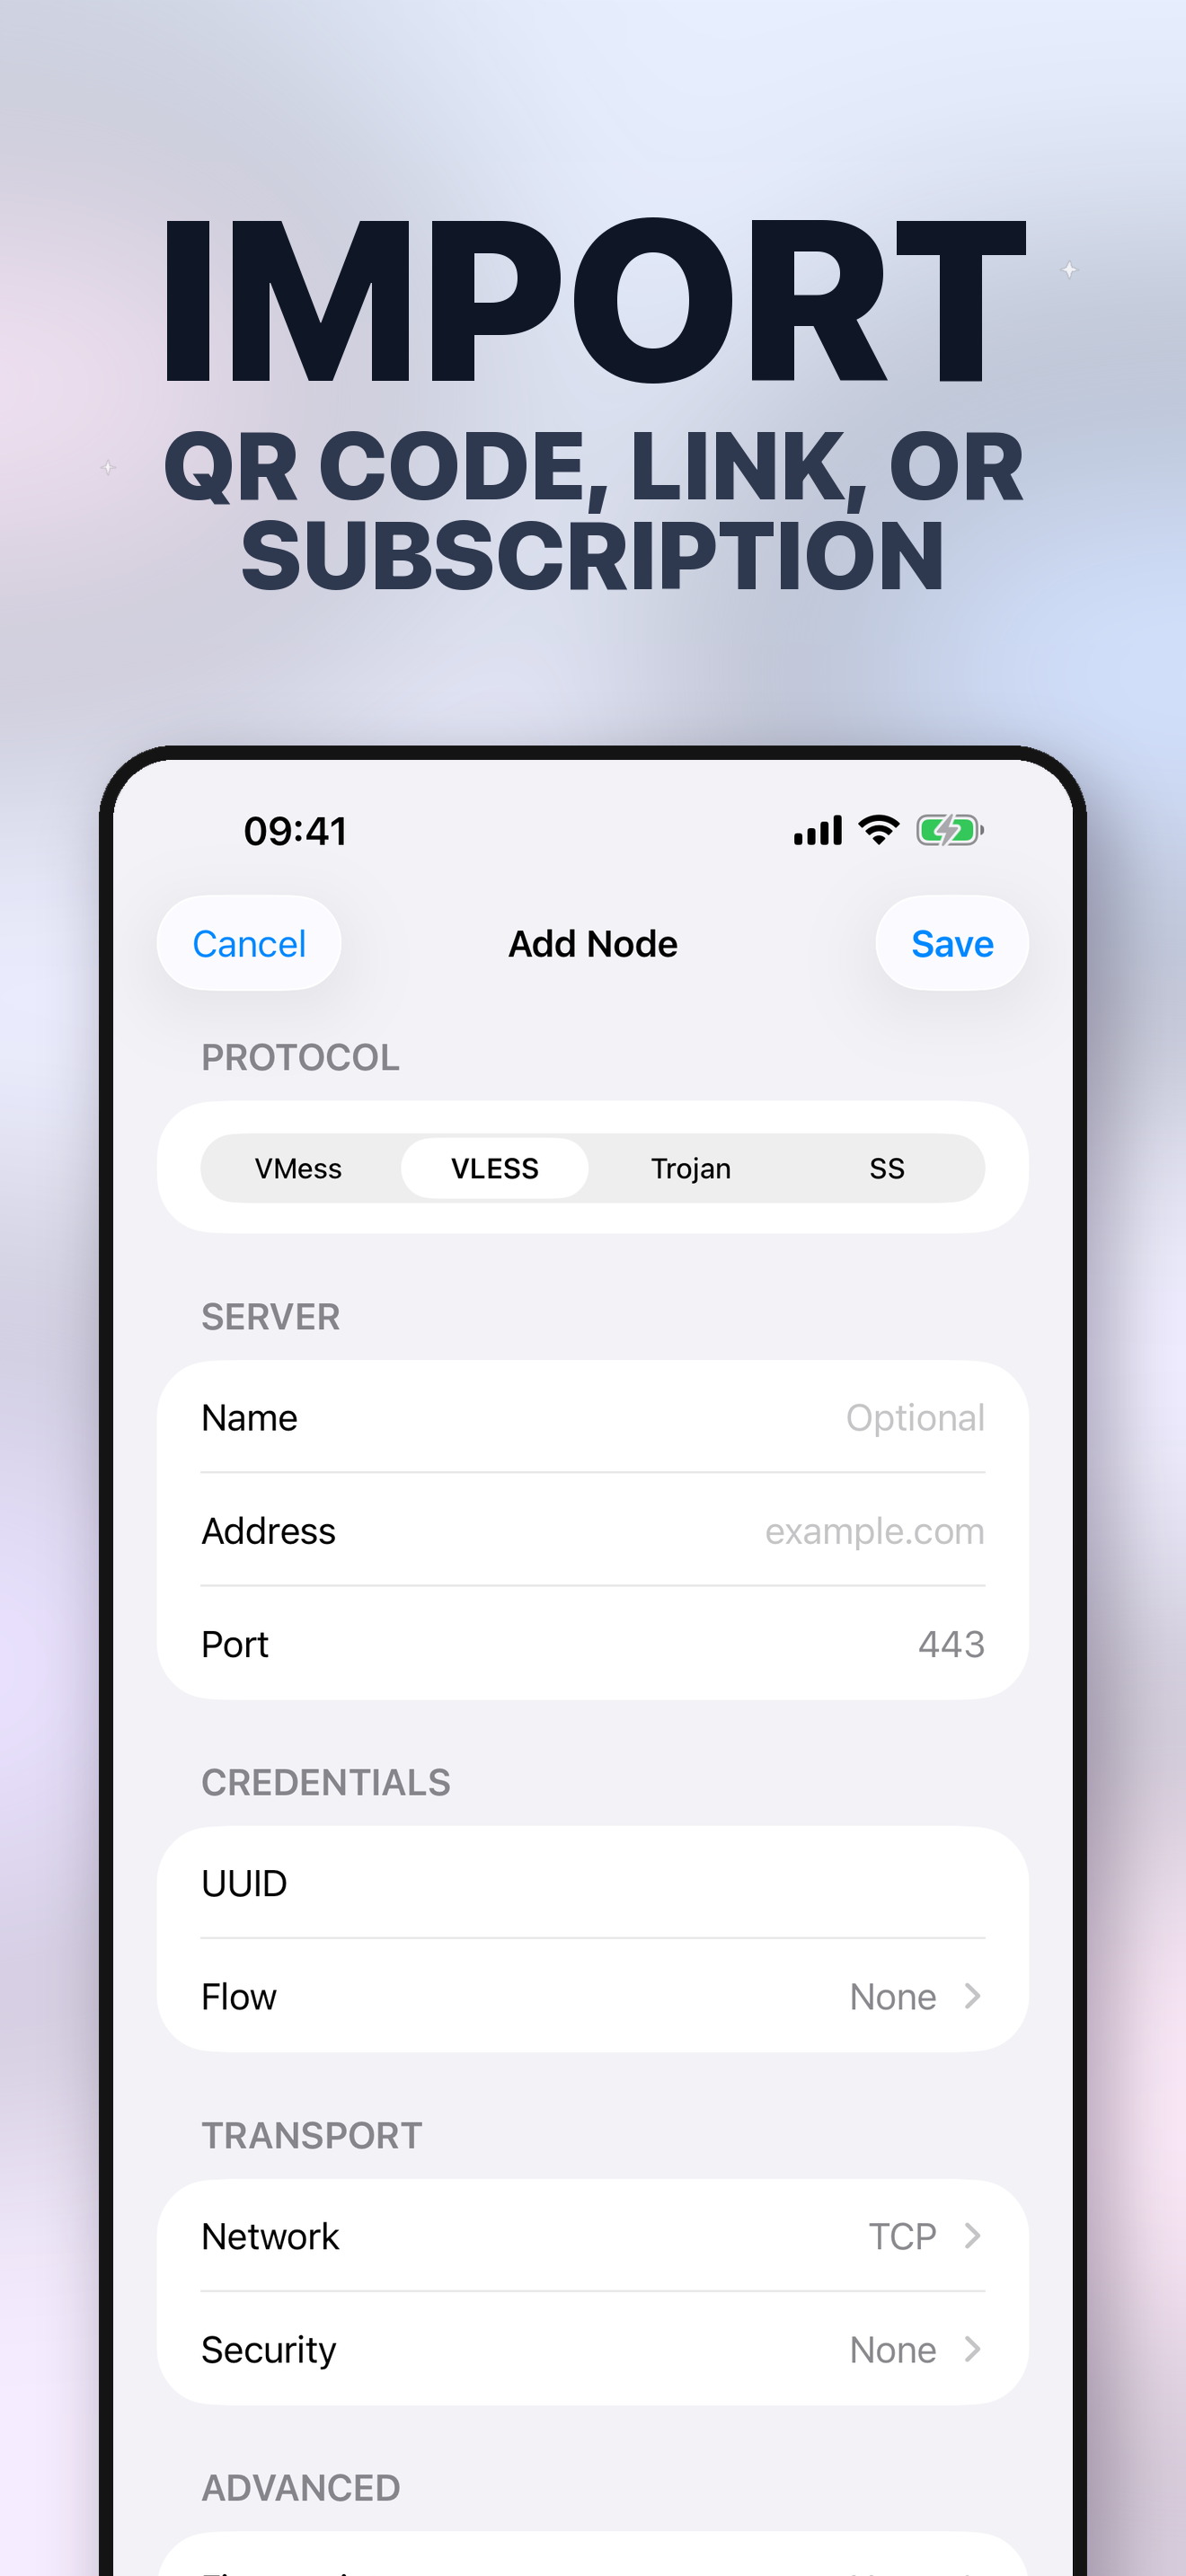 IMPORT
QR CODE, LINK, OR
SUBSCRIPTION
09:41
Cancel Add Node Save
PROTOCOL
VMess VLESS Trojan SS
SERVER
Name Optional
Address example.com
Port 443
CREDENTIALS
UUID
Flow None
TRANSPORT
Network TCP
Security None
ADVANCED